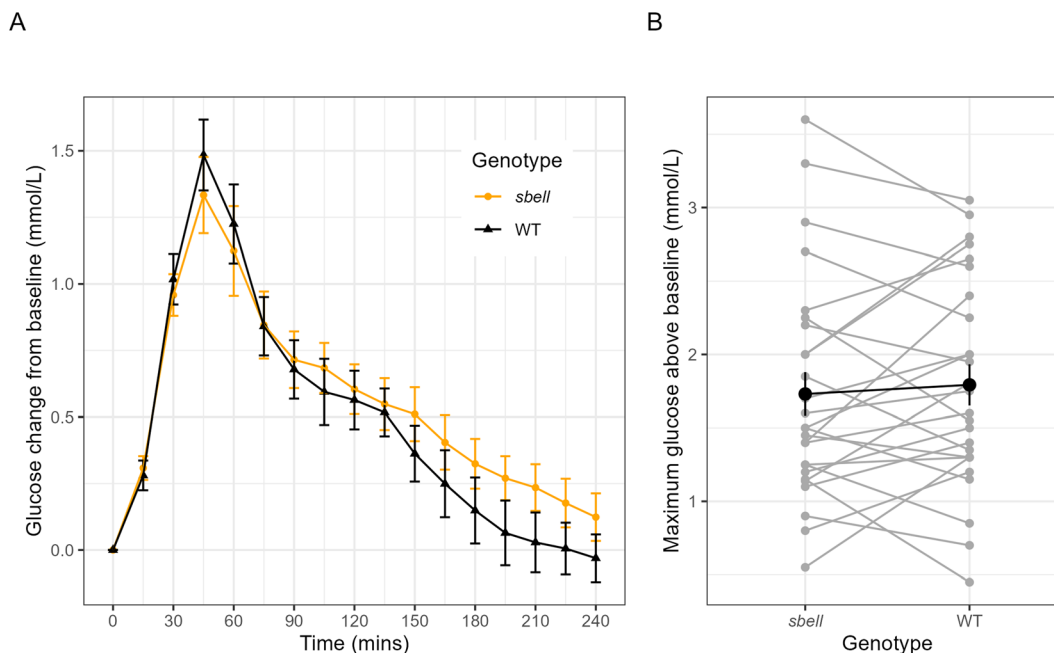 A
B
Glucose change from baseline (mmol/L)
1.5
1.0
0.5
0.0
Genotype
sbell
WT
0 30 60 90 120 150 180 210 240
Time (mins)
Maximum glucose above baseline (mmol/L)
3
2
1
sbell WT
Genotype